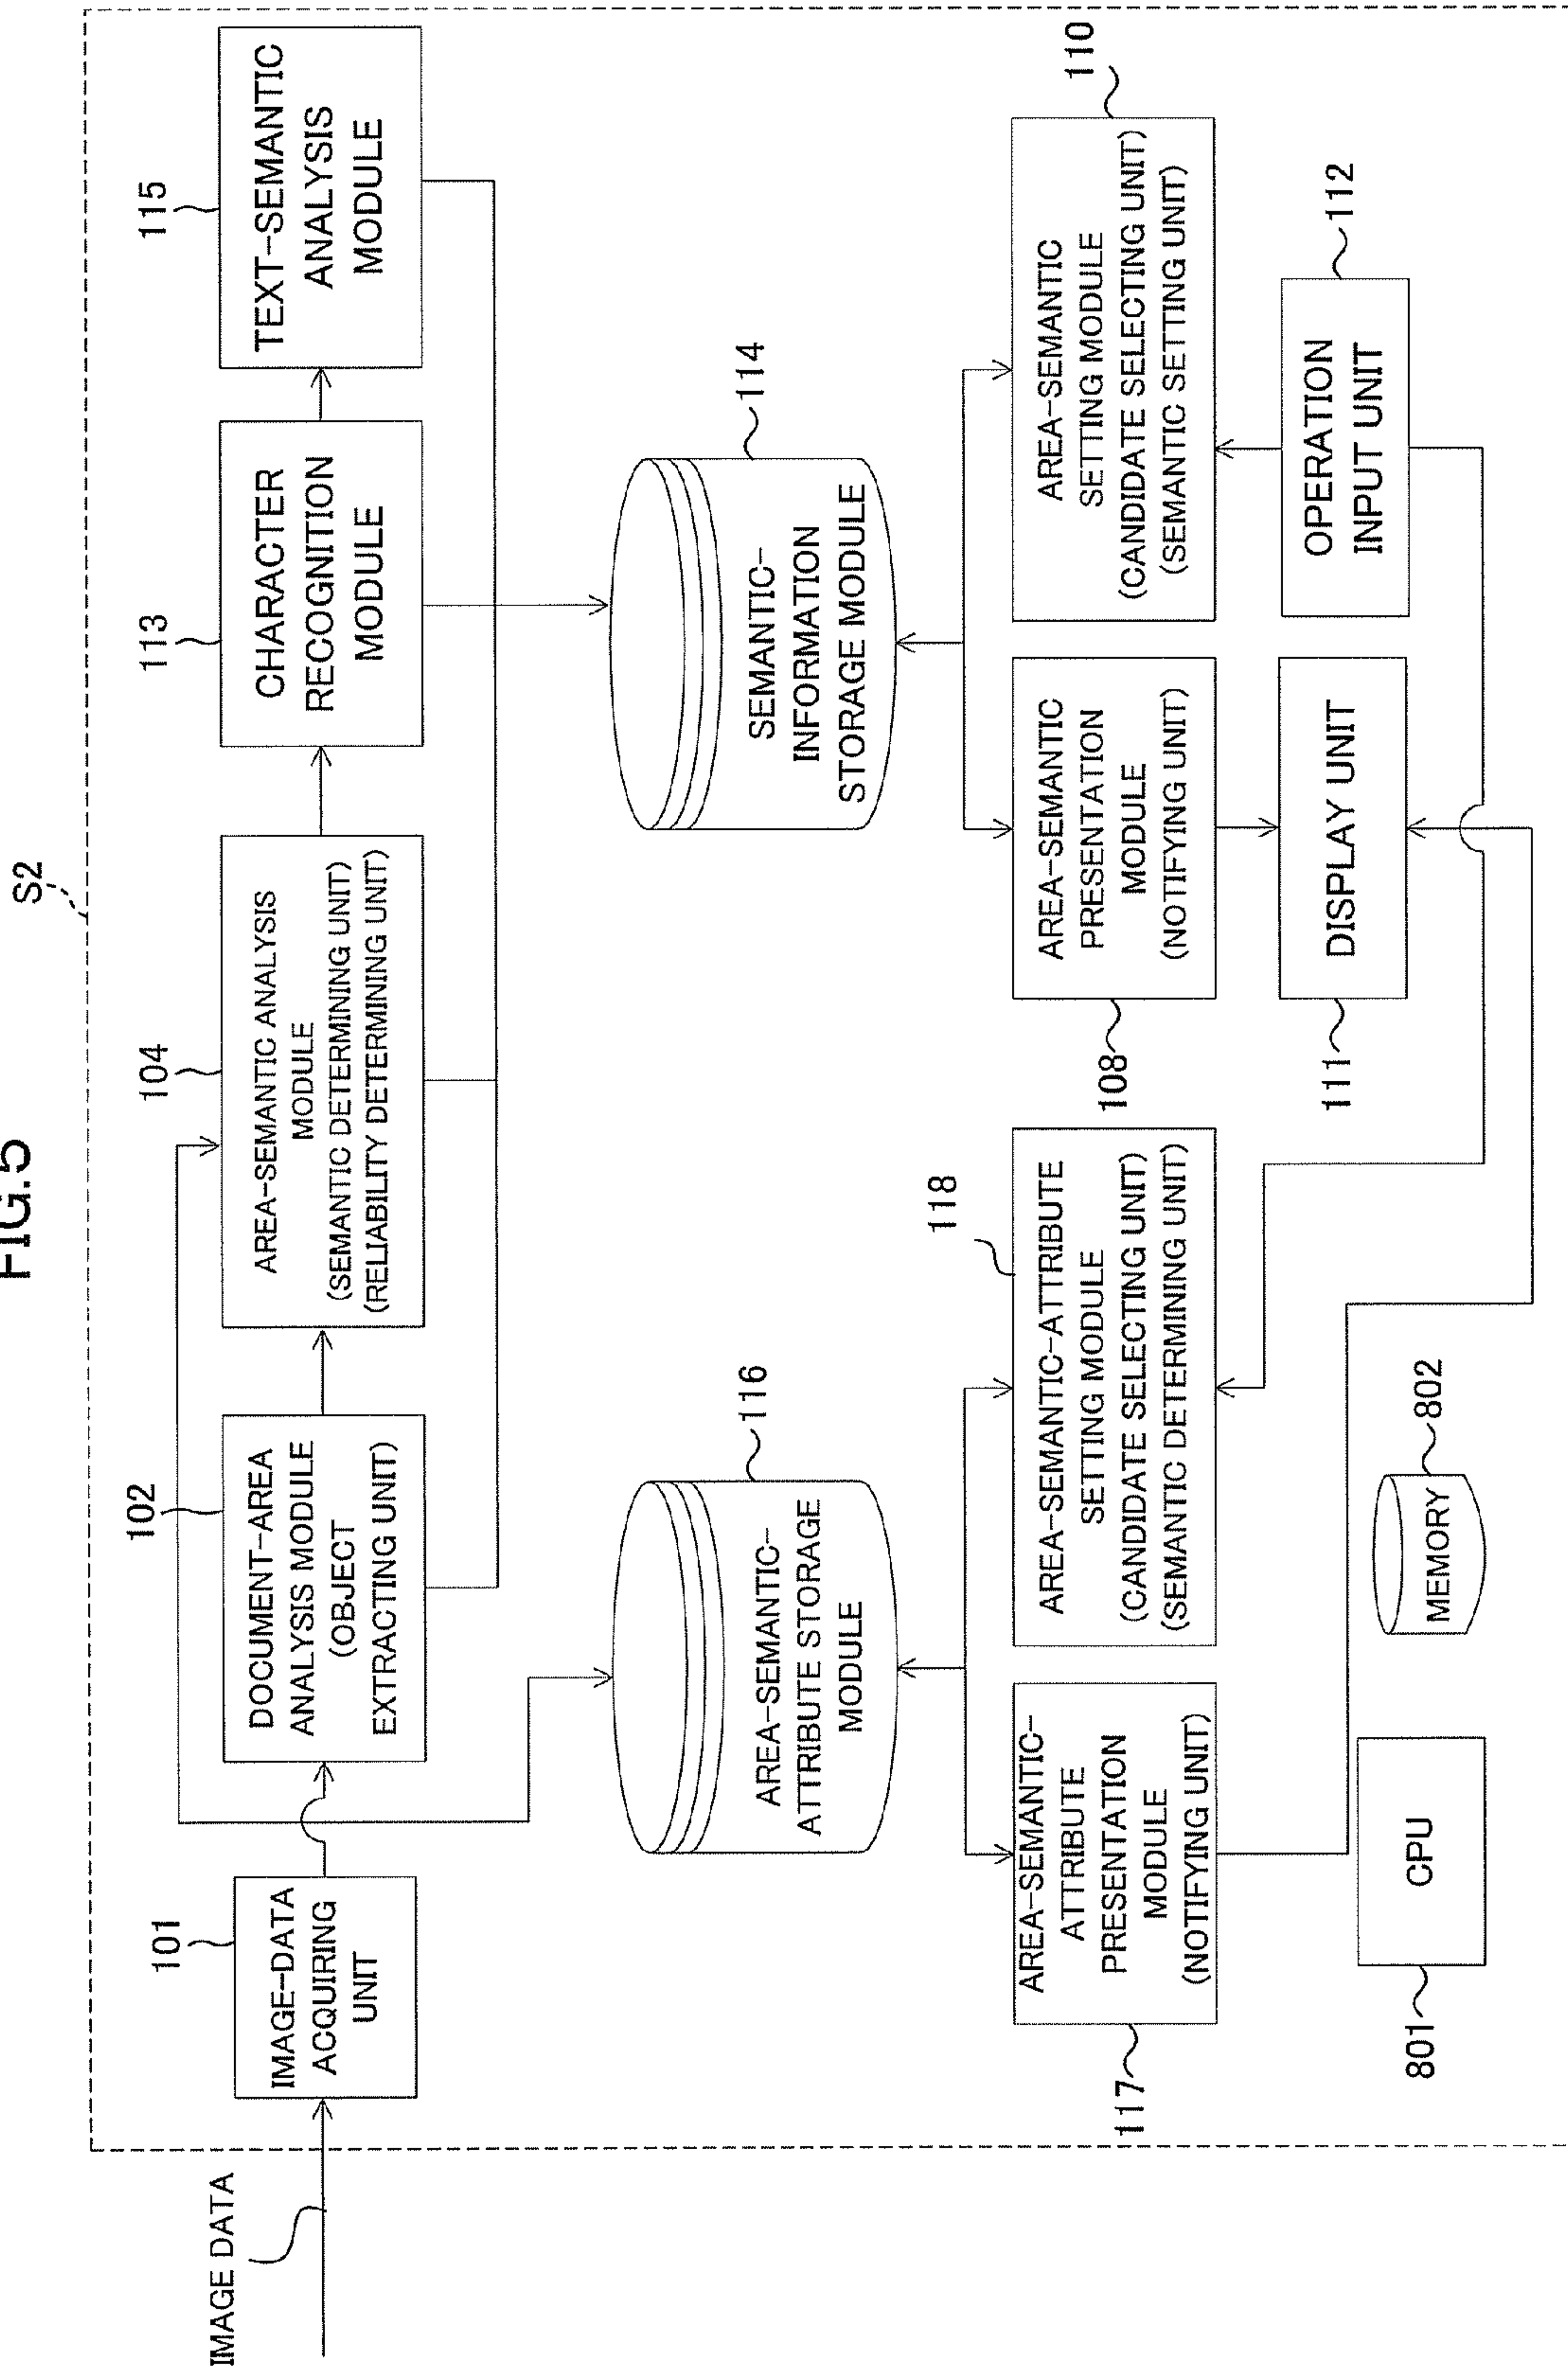 FIG.5
S2
IMAGE DATA
101
IMAGE-DATA
ACQUIRING
UNIT
102
DOCUMENT-AREA
ANALYSIS MODULE
(OBJECT
EXTRACTING UNIT)
104
AREA-SEMANTIC ANALYSIS
MODULE
(SEMANTIC DETERMINING UNIT)
(RELIABILITY DETERMINING UNIT)
113
CHARACTER
RECOGNITION
MODULE
115
TEXT-SEMANTIC
ANALYSIS
MODULE
116
AREA-SEMANTIC-
ATTRIBUTE STORAGE
MODULE
114
SEMANTIC-
INFORMATION
STORAGE MODULE
117
AREA-SEMANTIC-
ATTRIBUTE
PRESENTATION
MODULE
(NOTIFYING UNIT)
118
AREA-SEMANTIC-ATTRIBUTE
SETTING MODULE
(CANDIDATE SELECTING UNIT)
(SEMANTIC DETERMINING UNIT)
108
AREA-SEMANTIC
PRESENTATION
MODULE
(NOTIFYING UNIT)
110
AREA-SEMANTIC
SETTING MODULE
(CANDIDATE SELECTING UNIT)
(SEMANTIC SETTING UNIT)
801
CPU
802
MEMORY
111
DISPLAY UNIT
112
OPERATION
INPUT UNIT